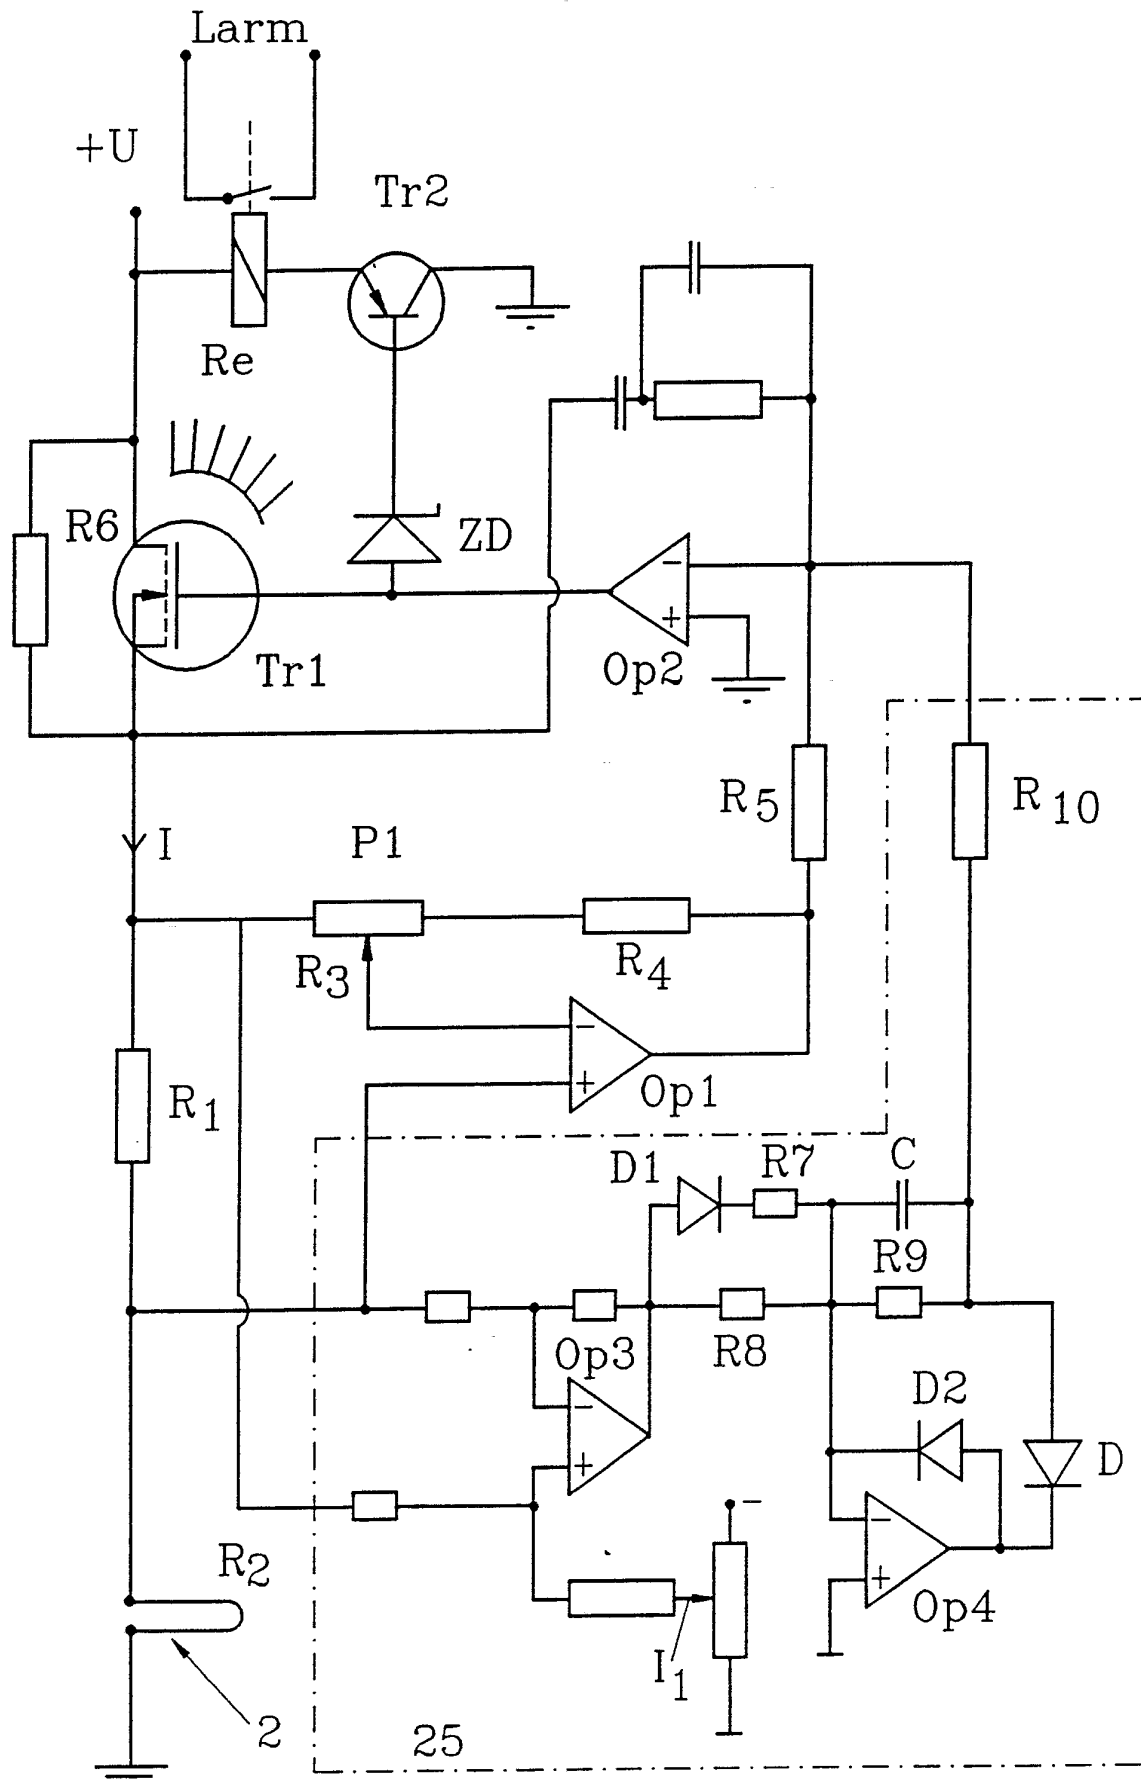 Larm
+U
Tr2
Re
R6
ZD
Tr1
− +
Op2
R5
R10
I
P1
R3
R4
− +
Op1
R1
D1
R7
C
R9
Op3
R8
− +
D2
D
−
− +
Op4
R2
I1
2
25